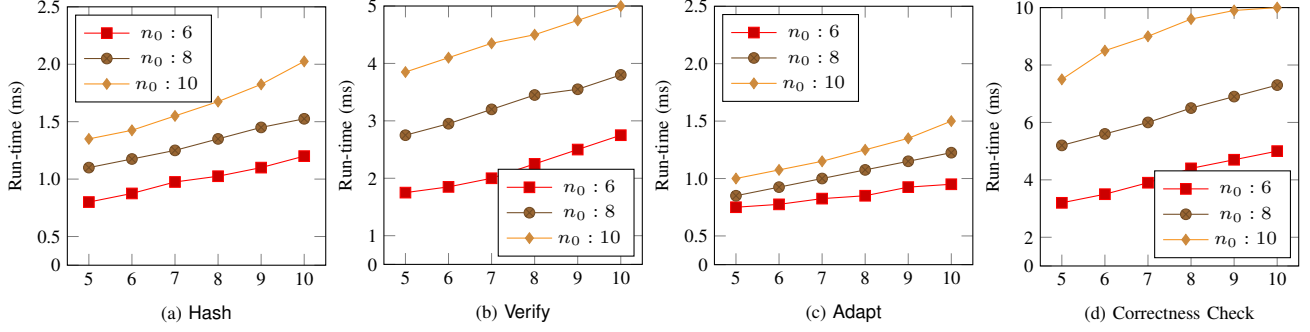 Run-time (ms)
2.5
2.0
1.5
1.0
0.5
0
5 6 7 8 9 10
n₀ : 6
n₀ : 8
n₀ : 10
(a) Hash
Run-time (ms)
5
4
3
2
1
0
5 6 7 8 9 10
n₀ : 6
n₀ : 8
n₀ : 10
(b) Verify
Run-time (ms)
2.5
2.0
1.5
1.0
0.5
0
5 6 7 8 9 10
n₀ : 6
n₀ : 8
n₀ : 10
(c) Adapt
Run-time (ms)
10
8
6
4
2
0
5 6 7 8 9 10
n₀ : 6
n₀ : 8
n₀ : 10
(d) Correctness Check